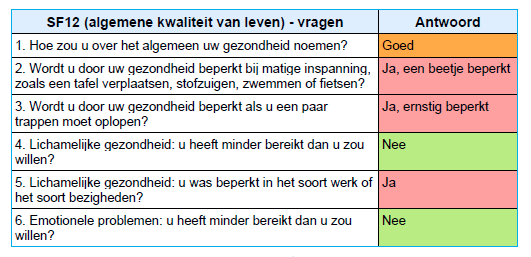 SF12 (algemene kwaliteit van leven) - vragen Antwoord
1. Hoe zou u over het algemeen uw gezondheid noemen? Goed
2. Wordt u door uw gezondheid beperkt bij matige inspanning, Ja, een beetje beperkt
zoals een tafel verplaatsen, stofzuigen, zwemmen of fietsen?
3. Wordt u door uw gezondheid beperkt als u een paar Ja, ernstig beperkt
trappen moet oplopen?
4. Lichamelijke gezondheid: u heeft minder bereikt dan u zou Nee
willen?
5. Lichamelijke gezondheid: u was beperkt in het soort werk of Ja
het soort bezigheden?
6. Emotionele problemen: u heeft minder bereikt dan u zou Nee
willen?